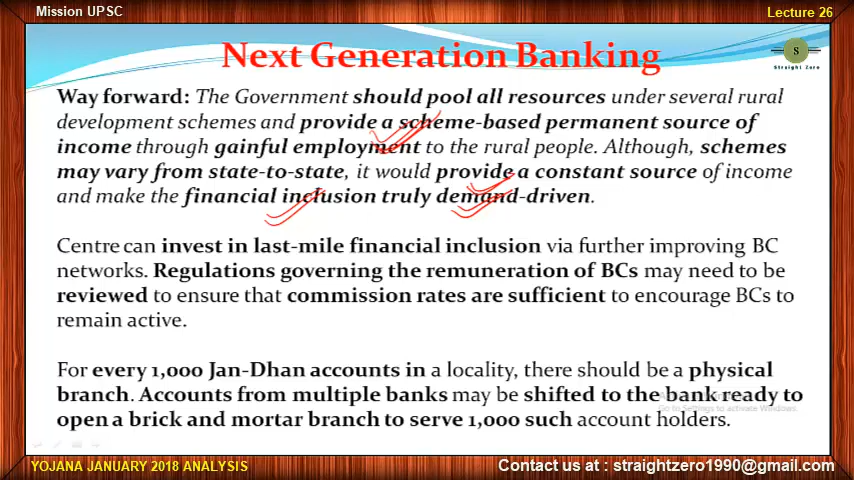 Mission UPSC
Lecture 26
Next Generation Banking
S
Straight Zero
Way forward: The Government should pool all resources under several rural
development schemes and provide a scheme-based permanent source of
income through gainful employment to the rural people. Although, schemes
may vary from state-to-state, it would provide a constant source of income
and make the financial inclusion truly demand-driven.
Centre can invest in last-mile financial inclusion via further improving BC
networks. Regulations governing the remuneration of BCs may need to be
reviewed to ensure that commission rates are sufficient to encourage BCs to
remain active.
For every 1,000 Jan-Dhan accounts in a locality, there should be a physical
branch. Accounts from multiple banks may be shifted to the bank ready to
open a brick and mortar branch to serve 1,000 such account holders.
Go to Settings to activate Windows
YOJANA JANUARY 2018 ANALYSIS
Contact us at : straightzero1990@gmail.com